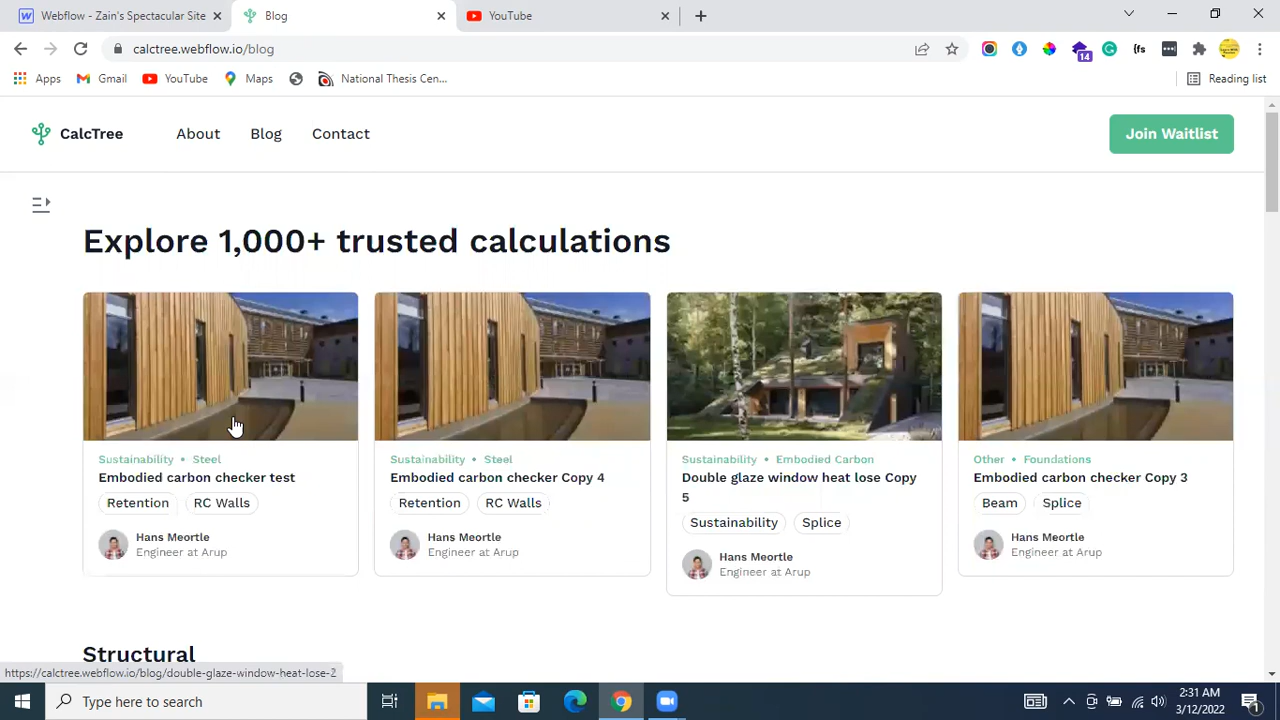 Webflow - Zain's Spectacular Site
Blog
YouTube
calctree.webflow.io/blog
14
{fs
Apps
Gmail
YouTube
Maps
National Thesis Cen...
Reading list
CalcTree
About
Blog
Contact
Join Waitlist
Explore 1,000+ trusted calculations
Sustainability • Steel
Embodied carbon checker test
Retention
RC Walls
Hans Meortle
Engineer at Arup
Sustainability • Steel
Embodied carbon checker Copy 4
Retention
RC Walls
Hans Meortle
Engineer at Arup
Sustainability • Embodied Carbon
Double glaze window heat lose Copy
5
Sustainability
Splice
Hans Meortle
Engineer at Arup
Other • Foundations
Embodied carbon checker Copy 3
Beam
Splice
Hans Meortle
Engineer at Arup
Structural
https://calctree.webflow.io/blog/double-glaze-window-heat-lose-2
Type here to search
2:31 AM
3/12/2022
1